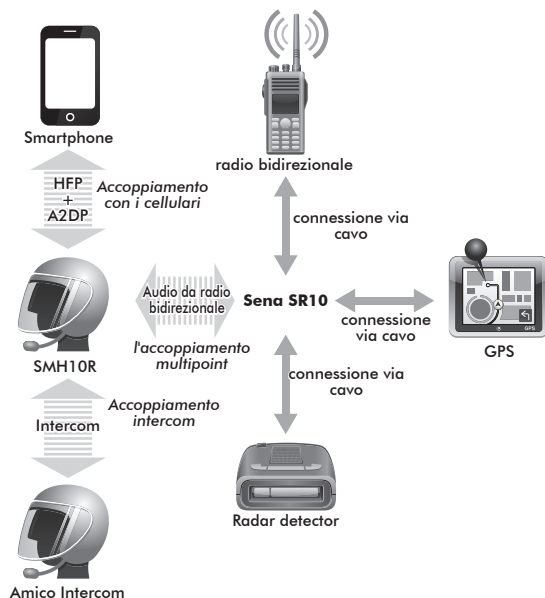 Smartphone
radio bidirezionale
HFP
+
A2DP
Accoppiamento
con i cellulari
connessione via
cavo
Audio da radio
bidirezionale
Sena SR10
connessione
via cavo
GPS
GPS
SMH10R
l'accoppiamento
multipoint
connessione via
cavo
Intercom
Accoppiamento
intercom
Radar detector
Amico Intercom